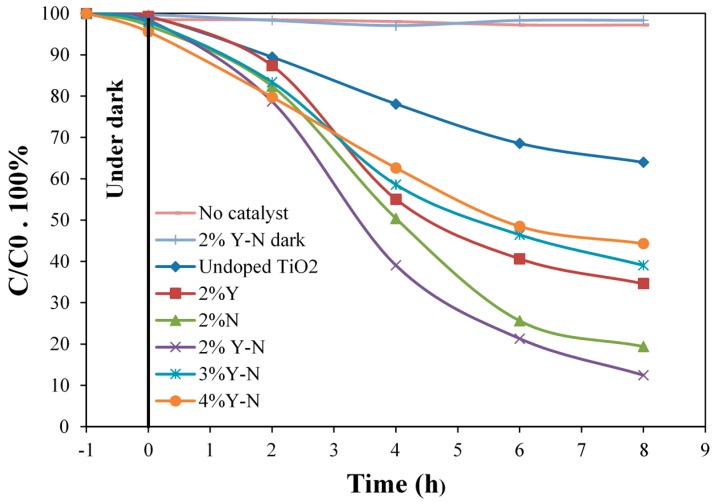 100
90
80
70
60
50
40
30
20
10
0
C/C0 . 100%
Under dark
No catalyst
2% Y-N dark
Undoped TiO2
2%Y
2%N
2% Y-N
3%Y-N
4%Y-N
-1 0 1 2 3 4 5 6 7 8 9
Time (h)